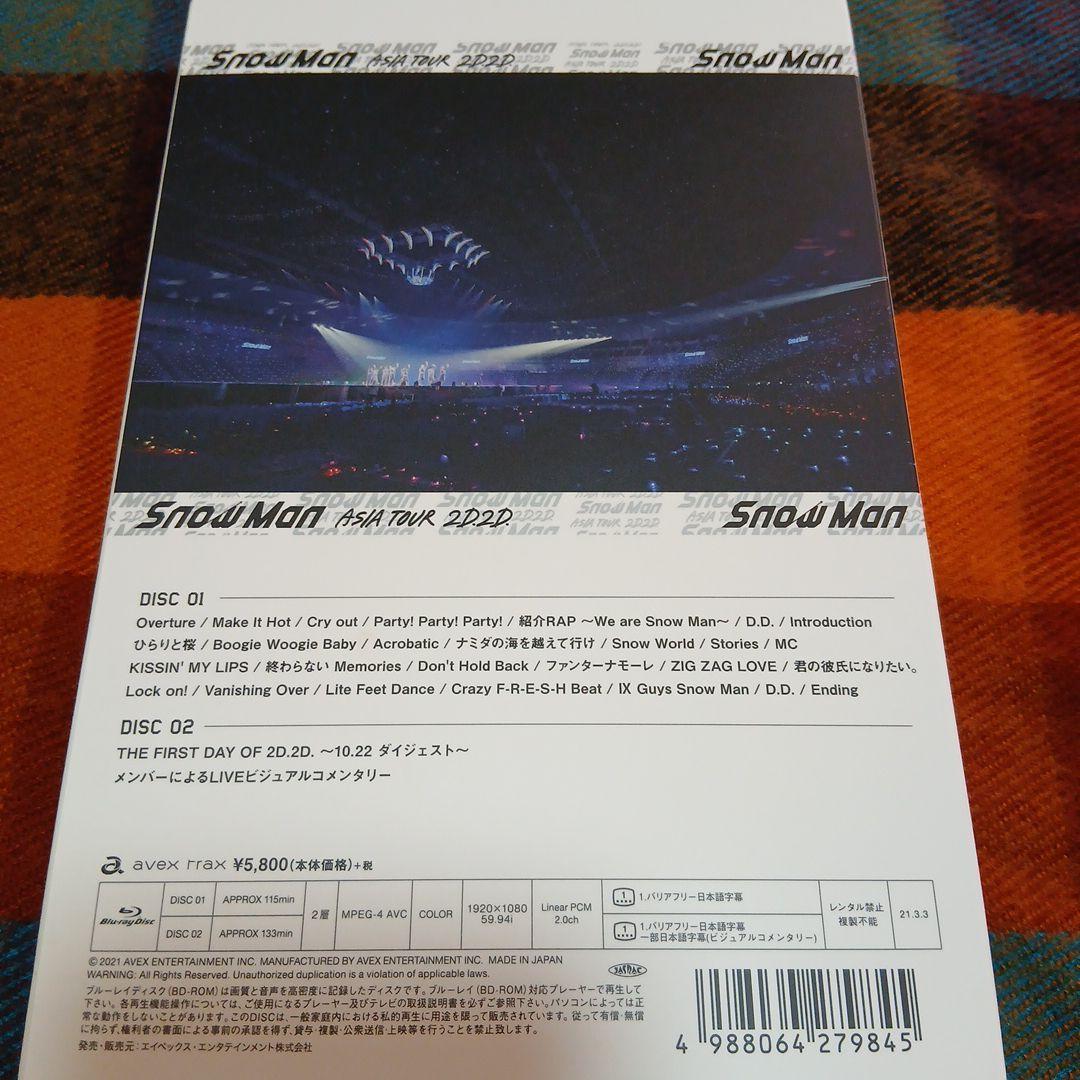 Snow Man ASIA TOUR 2D.2D. Snow Man
Snow Man ASIA TOUR 2D.2D. Snow Man
DISC 01
Overture / Make It Hot / Cry out / Party! Party! Party! / 紹介RAP ～We are Snow Man～ / D.D. / Introduction
ひらりと桜 / Boogie Woogie Baby / Acrobatic / ナミダの海を越えて行け / Snow World / Stories / MC
KISSIN' MY LIPS / 終わらない Memories / Don't Hold Back / ファンターナモーレ / ZIG ZAG LOVE / 君の彼氏になりたい。
Lock on! / Vanishing Over / Lite Feet Dance / Crazy F-R-E-S-H Beat / IX Guys Snow Man / D.D. / Ending
DISC 02
THE FIRST DAY OF 2D.2D. ～10.22 ダイジェスト～
メンバーによるLIVEビジュアルコメンタリー
a. avex trax ¥5,800(本体価格)+税
Blu-ray Disc
DISC 01 APPROX 115min
DISC 02 APPROX 133min
2層
MPEG-4 AVC
COLOR
1920×1080
59.94i
Linear PCM
2.0ch
1.バリアフリー日本語字幕
1.バリアフリー日本語字幕
一部日本語字幕(ビジュアルコメンタリー)
レンタル禁止
複製不能
21.3.3
© 2021 AVEX ENTERTAINMENT INC. MANUFACTURED BY AVEX ENTERTAINMENT INC. MADE IN JAPAN
WARNING: All Rights Reserved. Unauthorized duplication is a violation of applicable laws.
JASRAC
ブルーレイディスク(BD-ROM)は画質と音声を高密度に記録したディスクです。ブルーレイ(BD-ROM)対応プレーヤーで再生して
下さい。各再生機能操作については、ご使用になるプレーヤー及びテレビの取扱説明書を必ずご参照下さい。パソコンによっては正
常な動作をしないことがあります。このDISCは、一般家庭内における私的再生に用途を限って販売されています。従って有償・無償
に拘らず、権利者の書面による事前の承認を得ず、貸与・複製・公衆送信・上映等を行うことを禁止致します。
発売・販売元：エイベックス・エンタテインメント株式会社
4 988064 279845